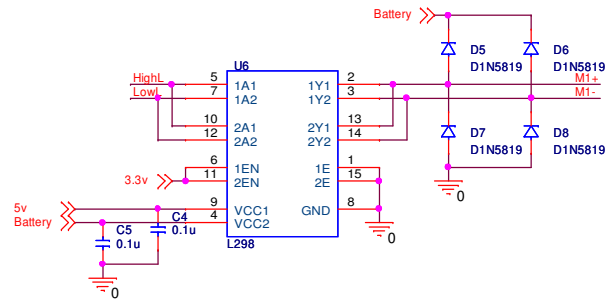 Battery
D5
D1N5819
D6
D1N5819
U6
HighL
5
1A1
1Y1
2
M1+
LowL
7
1A2
1Y2
3
M1-
10
2A1
2Y1
13
12
2A2
2Y2
14
D7
D1N5819
D8
D1N5819
3.3v
6
1EN
1E
1
11
2EN
2E
15
0
5v
9
VCC1
GND
8
Battery
4
VCC2
C4
0.1u
C5
0.1u
L298
0
0